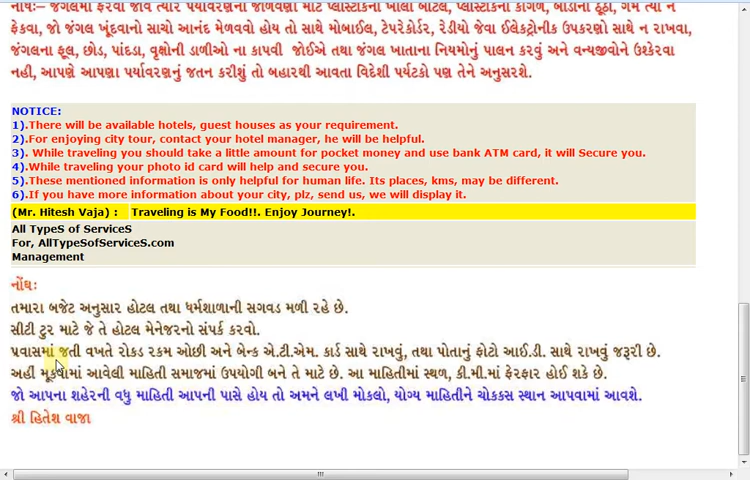 નોંધ:– જંગલમાં ફરવા જાવ ત્યારે પર્યાવરણની જાળવણી માટે પ્લાસ્ટીકની ખાલી બોટલ, પ્લાસ્ટીકના કાગળ, બીડીના ઠુંઠા, ગમે ત્યાં ન
ફેકવા, જો જંગલ ખૂંદવાનો સાચો આનંદ મેળવવો હોય તો સાથે મોબાઈલ, ટેપરેકોર્ડર, રેડીયો જેવા ઈલેકટ્રોનીક ઉપકરણો સાથે ન રાખવા,
જંગલના ફૂલ, છોડ, પાંદડા, વૃક્ષોની ડાળીઓ ના કાપવી જોઈએ તથા જંગલ ખાતાના નિયમોનું પાલન કરવું અને વન્યજીવોને ઉશ્કેરવા
નહી, આપણે આપણા પર્યાવરણનું જતન કરીશું તો બહારથી આવતા વિદેશી પર્યટકો પણ તેને અનુસરશે.
NOTICE:
1).There will be available hotels, guest houses as your requirement.
2).For enjoying city tour, contact your hotel manager, he will be helpful.
3). While traveling you should take a little amount for pocket money and use bank ATM card, it will Secure you.
4).While traveling your photo id card will help and secure you.
5).These mentioned information is only helpful for human life. Its places, kms, may be different.
6).If you have more information about your city, plz, send us, we will display it.
(Mr. Hitesh Vaja) : Traveling is My Food!!. Enjoy Journey!.
All TypeS of ServiceS
For, AllTypeSofServiceS.com
Management
નોંઘઃ
તમારા બજેટ અનુસાર હોટલ તથા ધર્મશાળાની સગવડ મળી રહે છે.
સીટી ટુર માટે જે તે હોટલ મેનેજરનો સંપર્ક કરવો.
પ્રવાસમાં જતી વખતે રોકડ રકમ ઓછી અને બેન્ક એ.ટી.એમ. કાર્ડ સાથે રાખવું, તથા પોતાનું ફોટો આઈ.ડી. સાથે રાખવું જરૂરી છે.
અહીં મૂકવામાં આવેલી માહિતી સમાજમાં ઉપયોગી બને તે માટે છે. આ માહિતીમાં સ્થળ, કી.મી.માં ફેરફાર હોઈ શકે છે.
જો આપના શહેરની વધુ માહિતી આપની પાસે હોય તો અમને લખી મોકલો, યોગ્ય માહિતીને ચોકકસ સ્થાન આપવામાં આવશે.
શ્રી હિતેશ વાજા